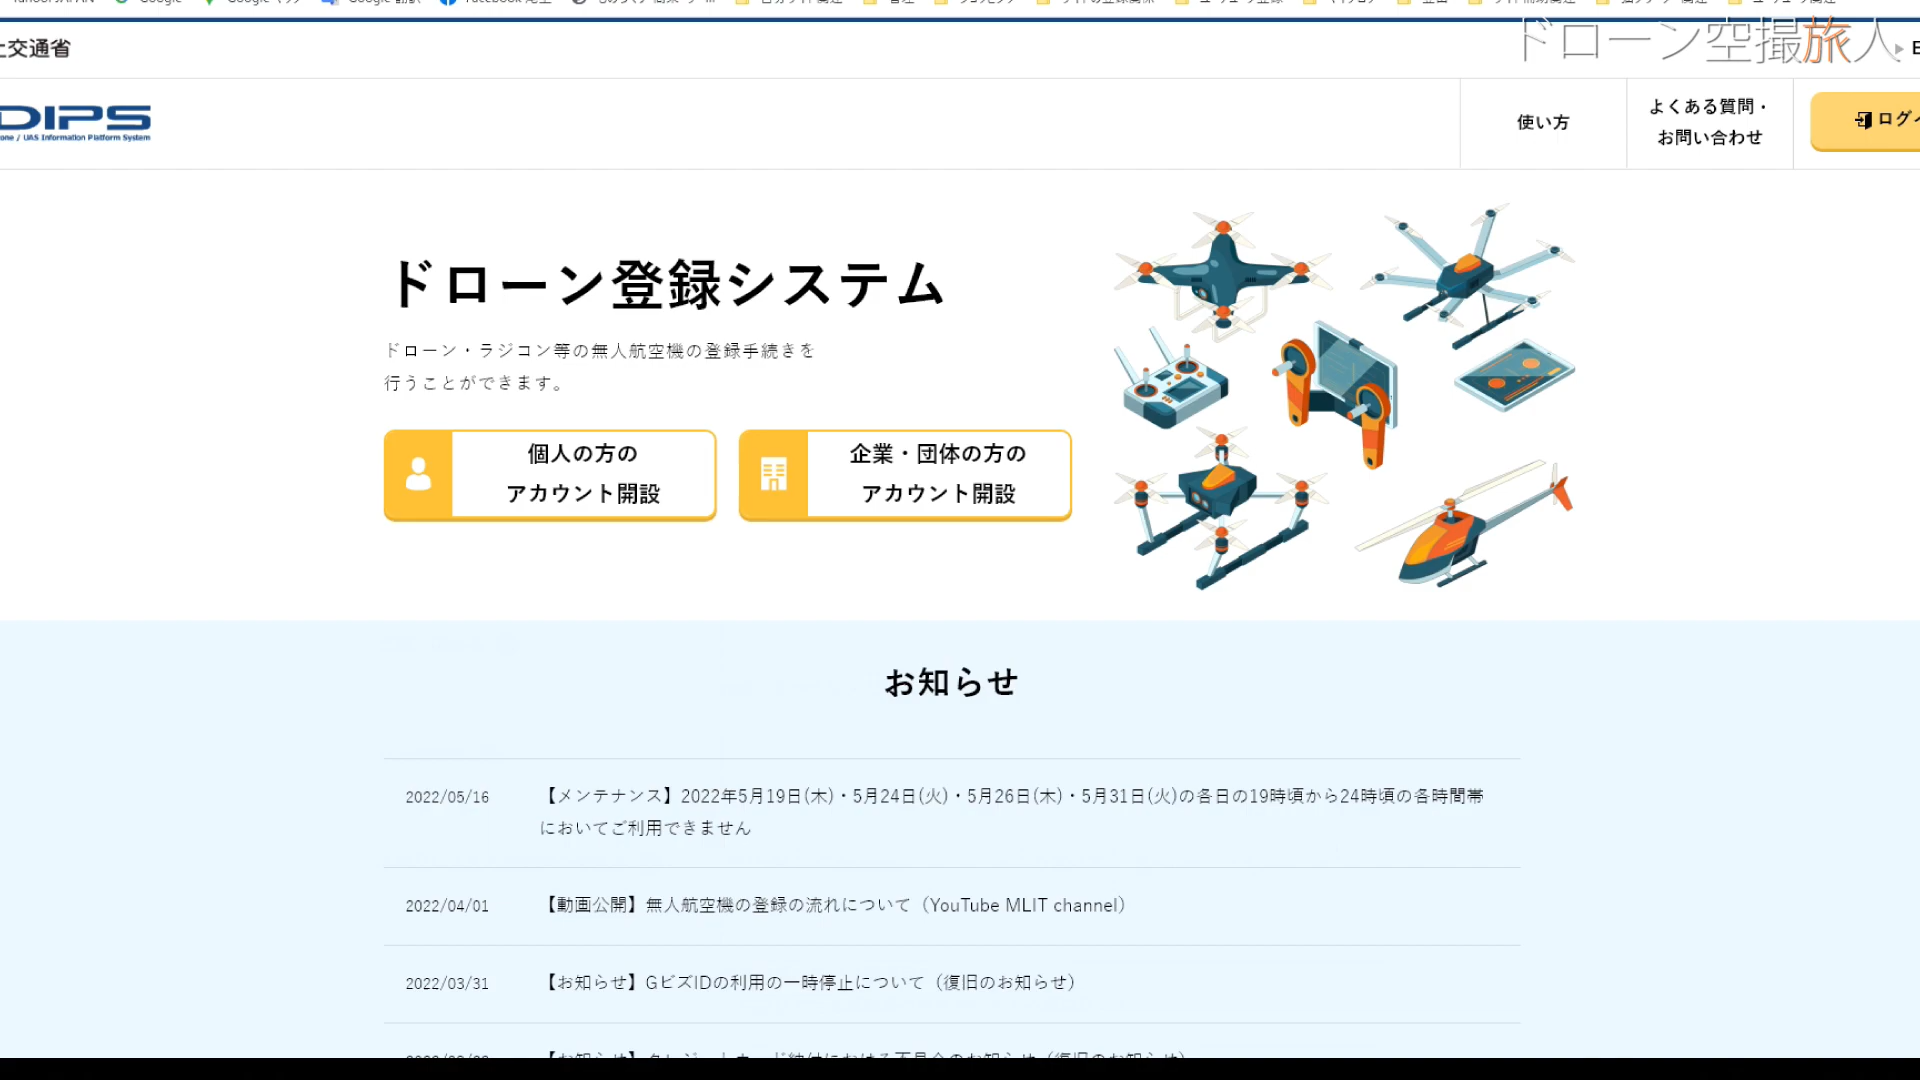 土交通省
ドローン空撮旅人
DIPS
使い方
よくある質問・
お問い合わせ
ドローン登録システム
ドローン・ラジコン等の無人航空機の登録手続きを
行うことができます。
個人の方の
アカウント開設
企業・団体の方の
アカウント開設
お知らせ
2022/05/16
【メンテナンス】2022年5月19日(木)・5月24日(火)・5月26日(木)・5月31日(火)の各日の19時頃から24時頃の各時間帯
においてご利用できません
2022/04/01
【動画公開】無人航空機の登録の流れについて（YouTube MLIT channel）
2022/03/31
【お知らせ】GビズIDの利用の一時停止について（復旧のお知らせ）